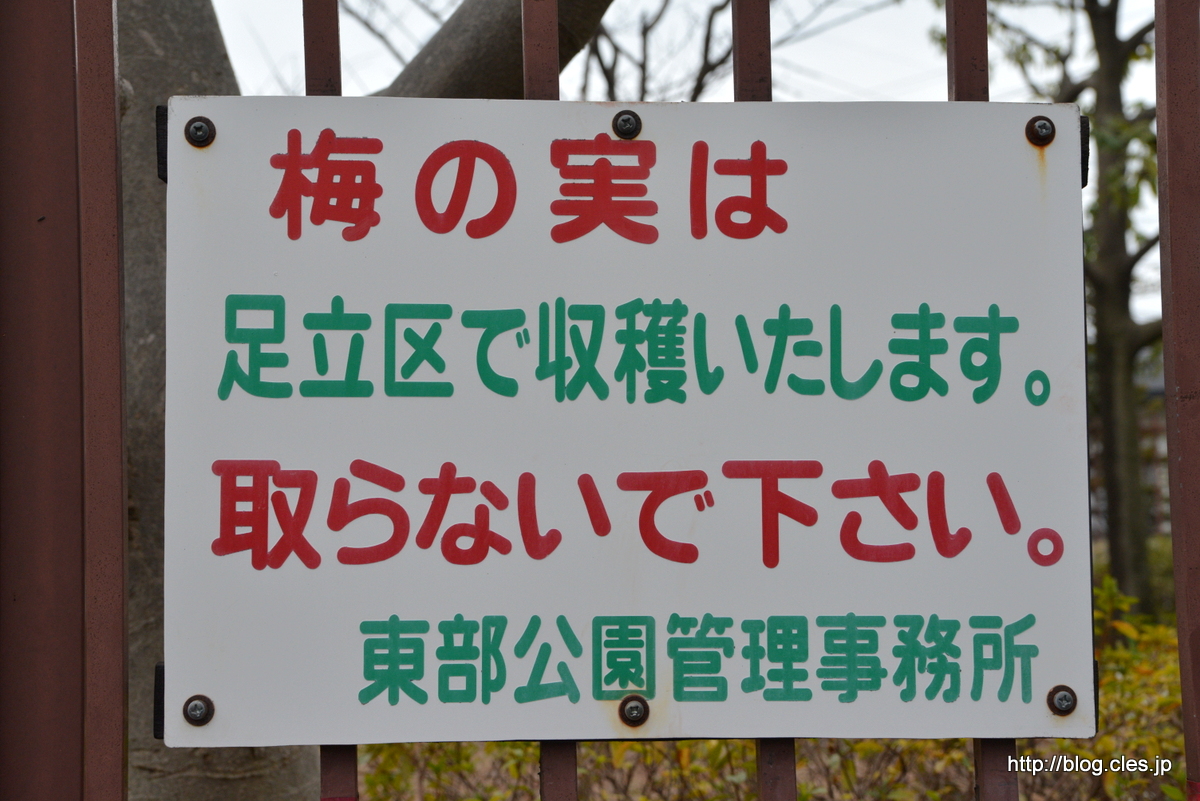 梅の実は
足立区で収穫いたします。
取らないで下さい。
東部公園管理事務所
http://blog.cles.jp